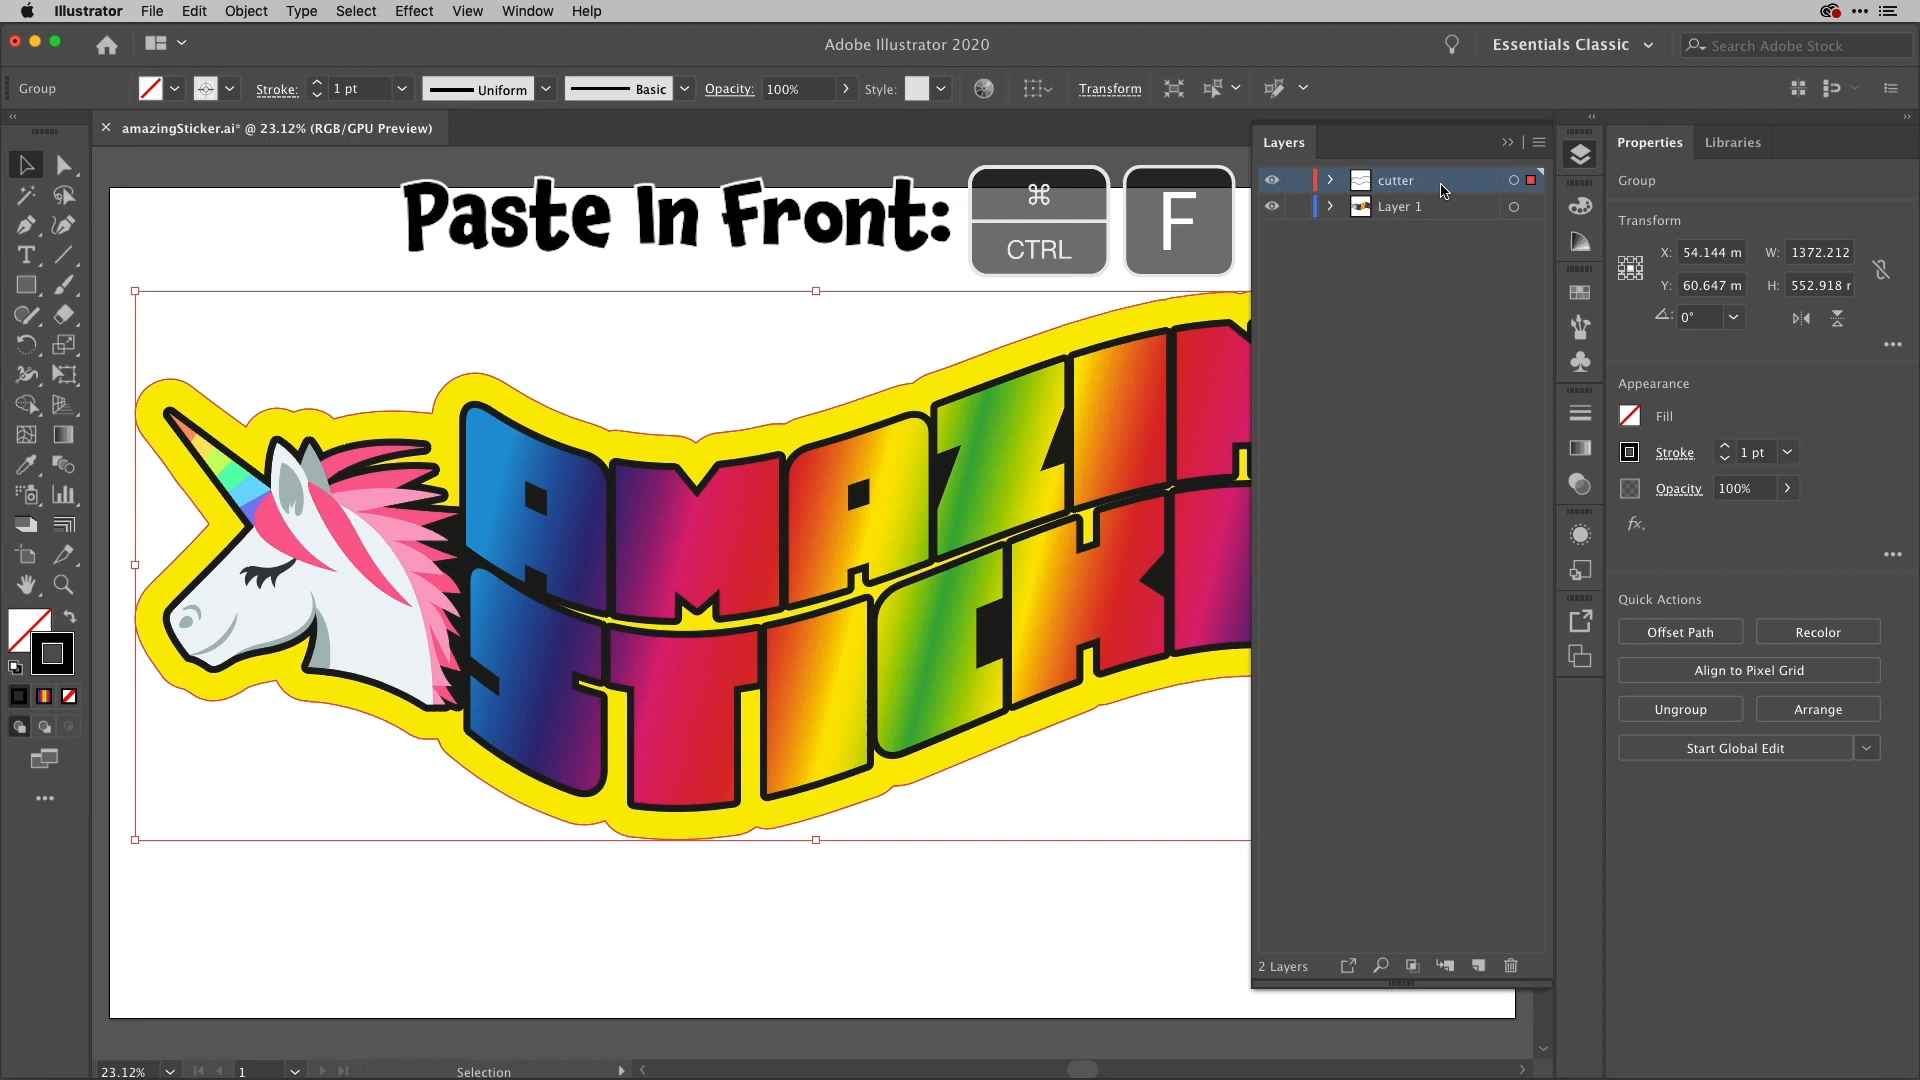 Illustrator File Edit Object Type Select Effect View Window Help
Adobe Illustrator 2020
Essentials Classic
Search Adobe Stock
Group
Stroke: 1 pt
Uniform
Basic
Opacity: 100%
Style:
Transform
amazingSticker.ai* @ 23.12% (RGB/GPU Preview)
Paste In Front:
⌘
CTRL
F
AMAZI
STICK
Layers
cutter
Layer 1
2 Layers
Properties Libraries
Group
Transform
X: 54.144 m W: 1372.212
Y: 60.647 m H: 552.918 r
0°
Appearance
Fill
Stroke 1 pt
Opacity 100%
fx.
Quick Actions
Offset Path Recolor
Align to Pixel Grid
Ungroup Arrange
Start Global Edit
23.12% 1 Selection